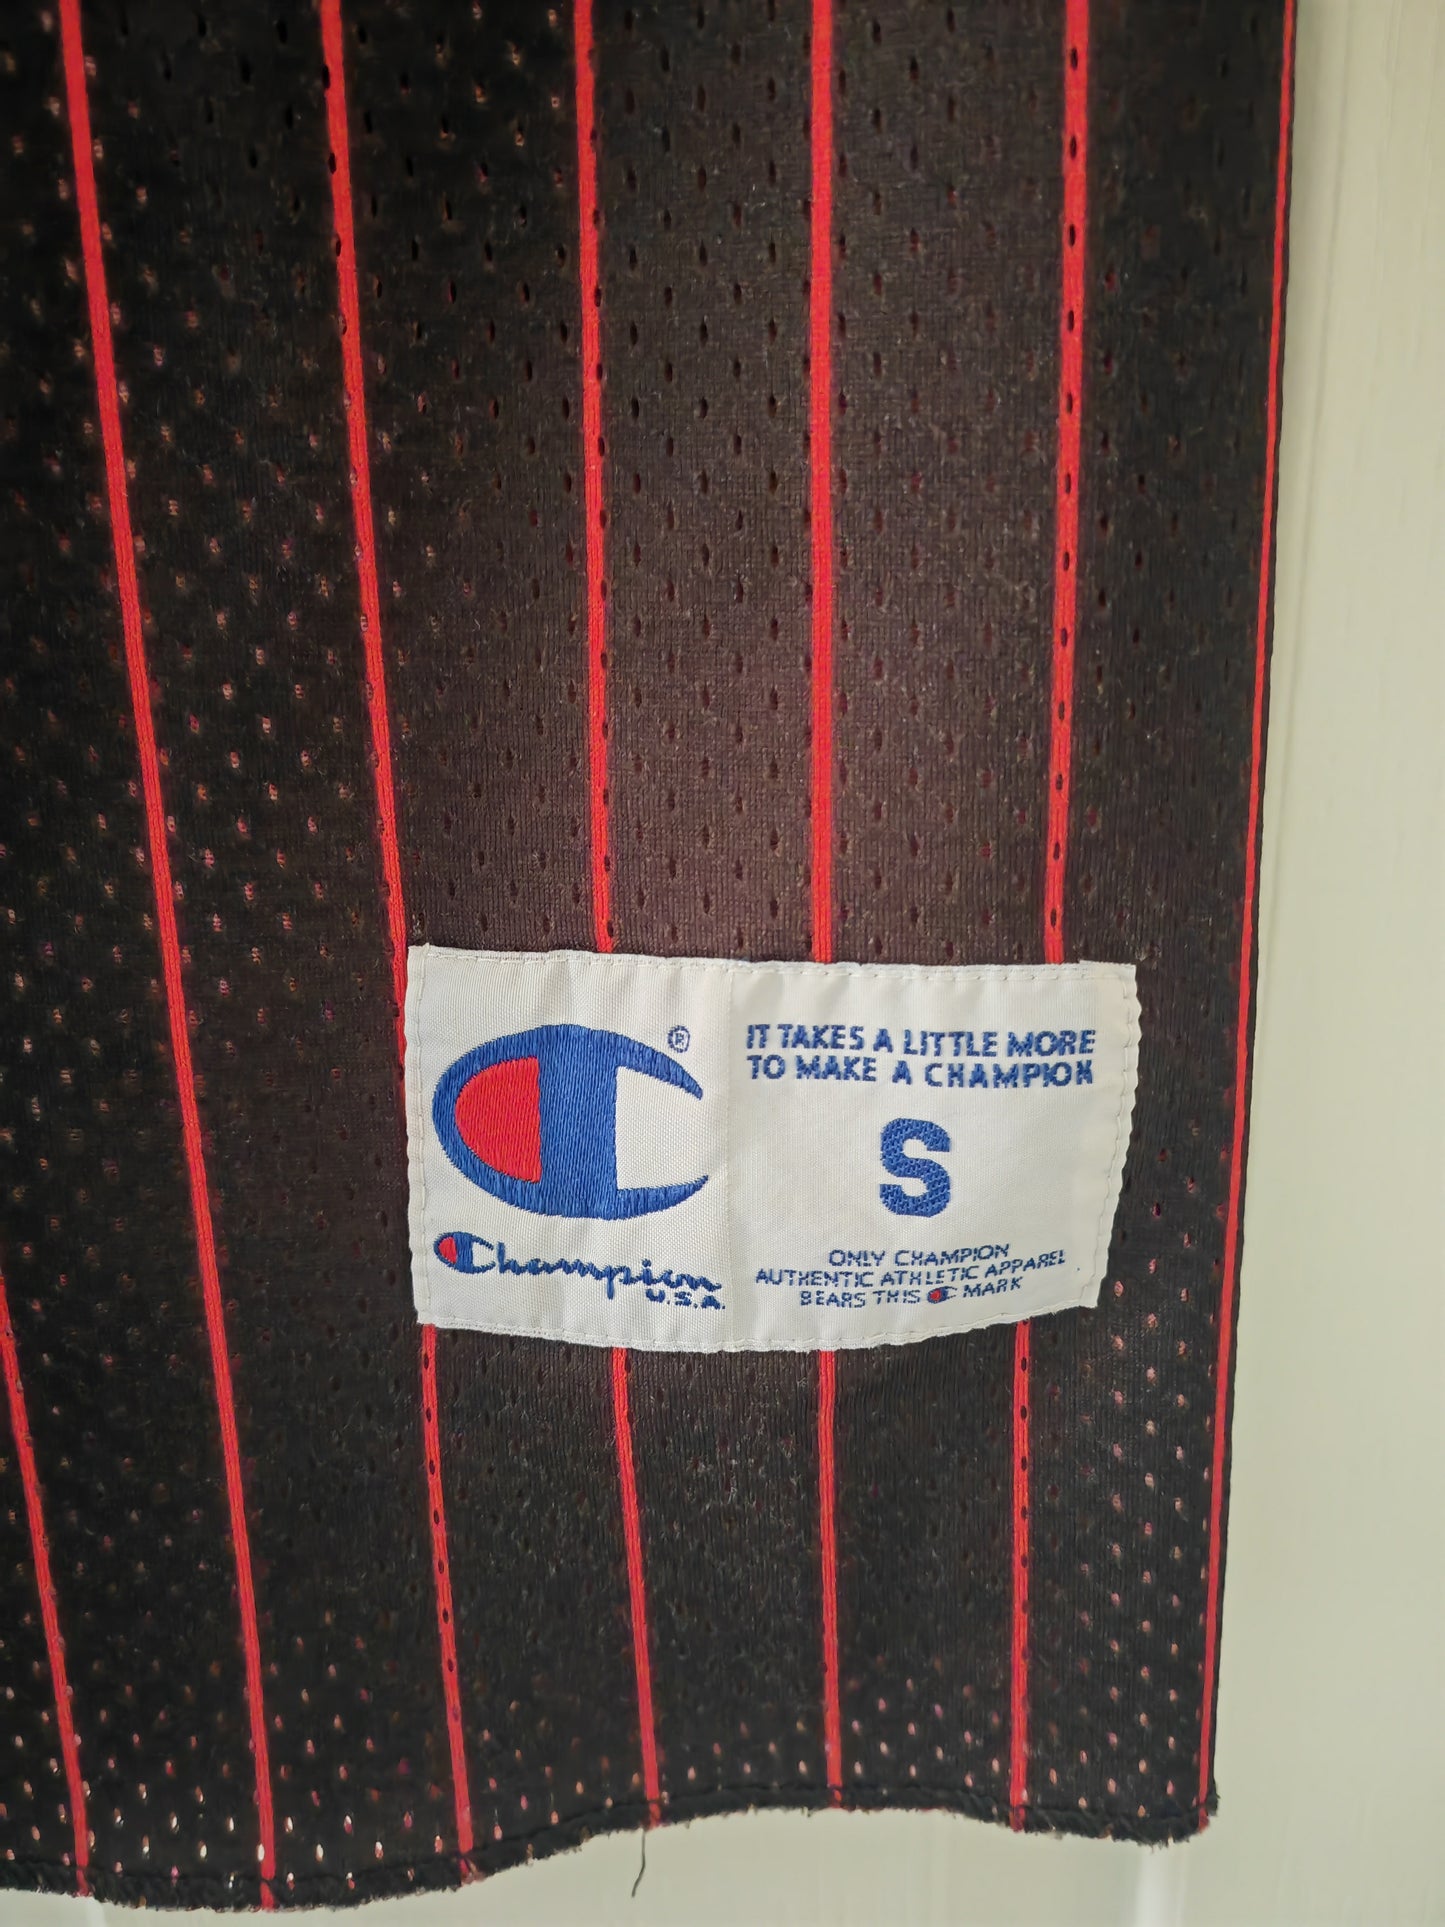 ®
Champion
U.S.A.
IT TAKES A LITTLE MORE
TO MAKE A CHAMPION
S
ONLY CHAMPION
AUTHENTIC ATHLETIC APPAREL
BEARS THIS C MARK